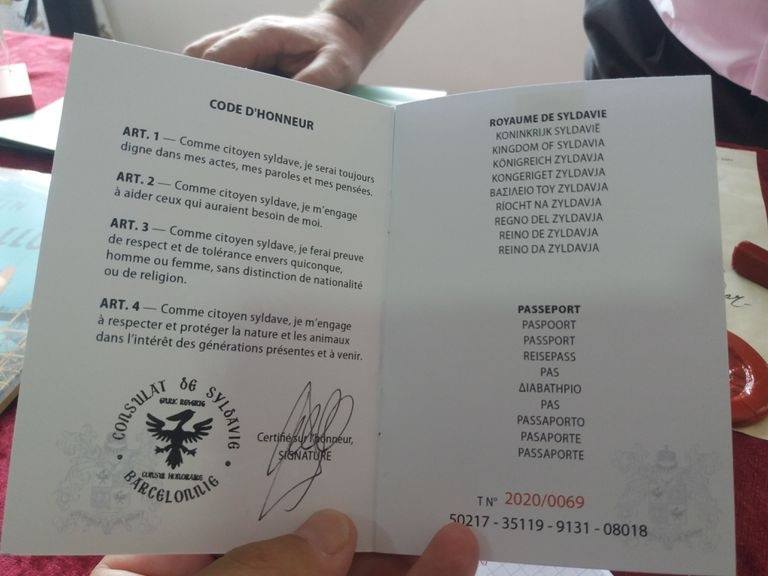 CODE D'HONNEUR
ART. 1 — Comme citoyen syldave, je serai toujours
digne dans mes actes, mes paroles et mes pensées.
ART. 2 — Comme citoyen syldave, je m'engage
à aider ceux qui auraient besoin de moi.
ART. 3 — Comme citoyen syldave, je ferai preuve
de respect et de tolérance envers quiconque,
homme ou femme, sans distinction de nationalité
ou de religion.
ART. 4 — Comme citoyen syldave, je m'engage
à respecter et protéger la nature et les animaux
dans l'intérêt des générations présentes et à venir.
CONSULAT DE SYLDAVIE
CONSUL HONORAIRE
BARCELONNIE
Certifié sur l'honneur,
SIGNATURE
ROYAUME DE SYLDAVIE
KONINKRIJK SYLDAVIË
KINGDOM OF SYLDAVIA
KÖNIGREICH ZYLDAVJA
KONGERIGET ZYLDAVJA
ΒΑΣΙΛΕΙΟ ΤΟΥ ZYLDAVJA
RÍOCHT NA ZYLDAVJA
REGNO DEL ZYLDAVJA
REINO DE ZYLDAVJA
REINO DA ZYLDAVJA
PASSEPORT
PASPOORT
PASSPORT
REISEPASS
PAS
ΔΙΑΒΑΤΗΡΙΟ
PAS
PASSAPORTO
PASAPORTE
PASSAPORTE
T N° 2020/0069
50217 - 35119 - 9131 - 08018